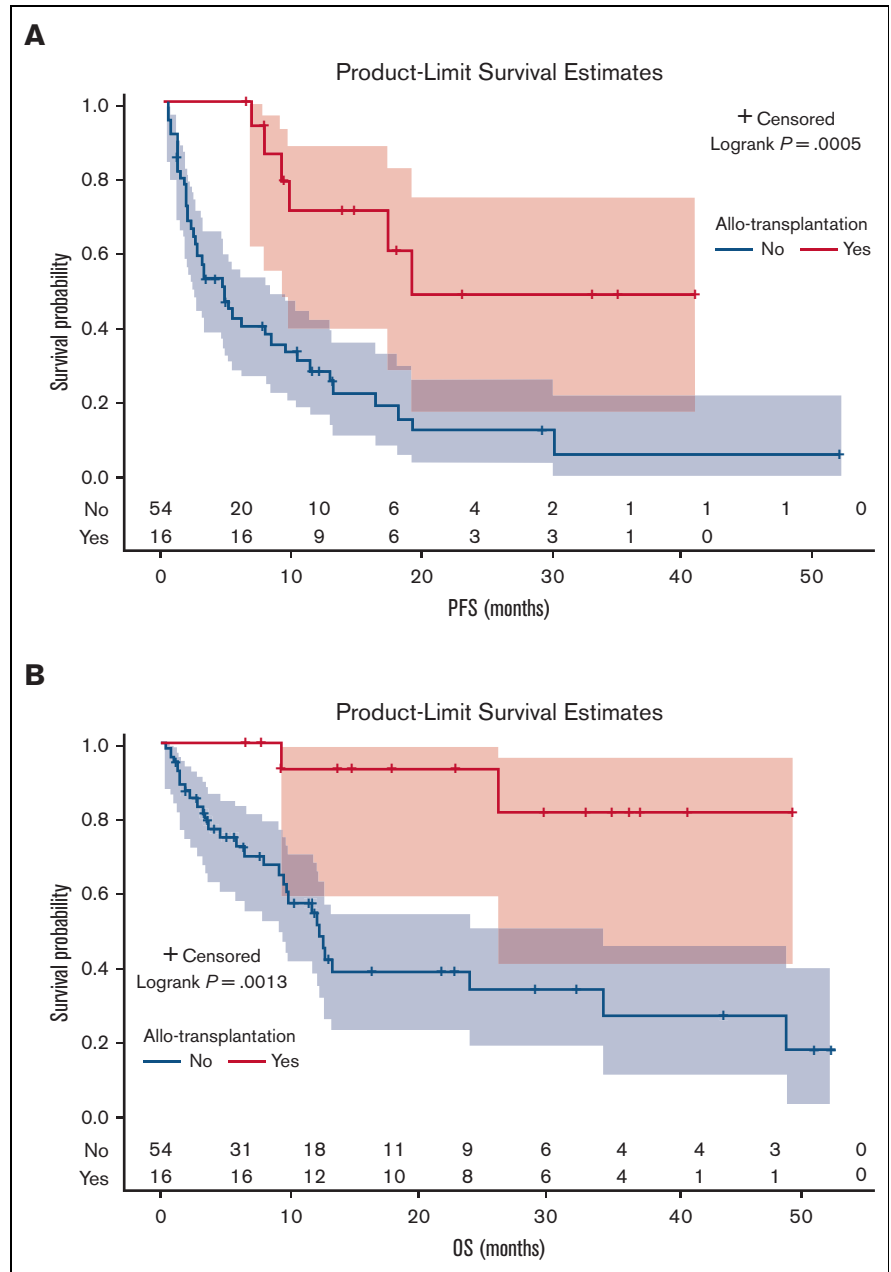 A
Product-Limit Survival Estimates
+ Censored
Logrank P = .0005
Allo-transplantation
No Yes
Survival probability
1.0
0.8
0.6
0.4
0.2
0.0
No 54 20 10 6 4 2 1 1 1 0
Yes 16 16 9 6 3 3 1 0
0 10 20 30 40 50
PFS (months)
B
Product-Limit Survival Estimates
Survival probability
1.0
0.8
0.6
0.4
0.2
0.0
+ Censored
Logrank P = .0013
Allo-transplantation
No Yes
No 54 31 18 11 9 6 4 4 3 0
Yes 16 16 12 10 8 6 4 1 1 0
0 10 20 30 40 50
OS (months)